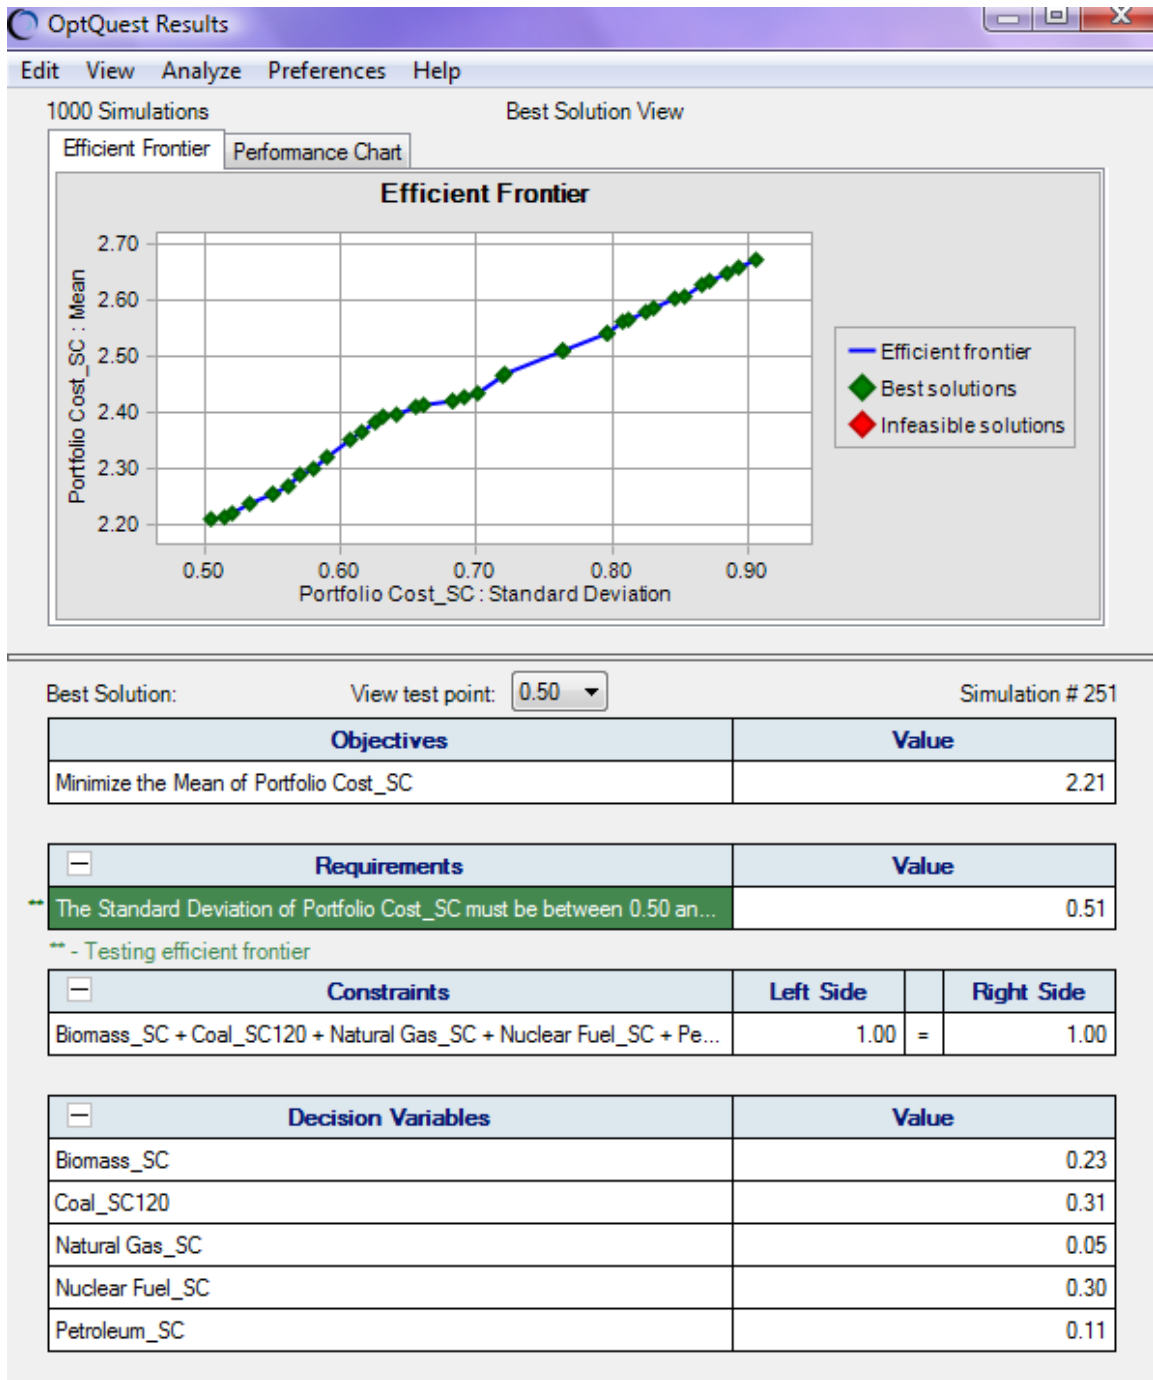 OptQuest Results
Edit View Analyze Preferences Help
1000 Simulations Best Solution View
Efficient Frontier Performance Chart
Efficient Frontier
Portfolio Cost_SC : Mean
2.70
2.60
2.50
2.40
2.30
2.20
0.50 0.60 0.70 0.80 0.90
Portfolio Cost_SC : Standard Deviation
Efficient frontier
Best solutions
Infeasible solutions
Best Solution: View test point: 0.50 Simulation # 251
Objectives Value
Minimize the Mean of Portfolio Cost_SC 2.21
Requirements Value
** The Standard Deviation of Portfolio Cost_SC must be between 0.50 an... 0.51
** - Testing efficient frontier
Constraints Left Side Right Side
Biomass_SC + Coal_SC120 + Natural Gas_SC + Nuclear Fuel_SC + Pe... 1.00 = 1.00
Decision Variables Value
Biomass_SC 0.23
Coal_SC120 0.31
Natural Gas_SC 0.05
Nuclear Fuel_SC 0.30
Petroleum_SC 0.11